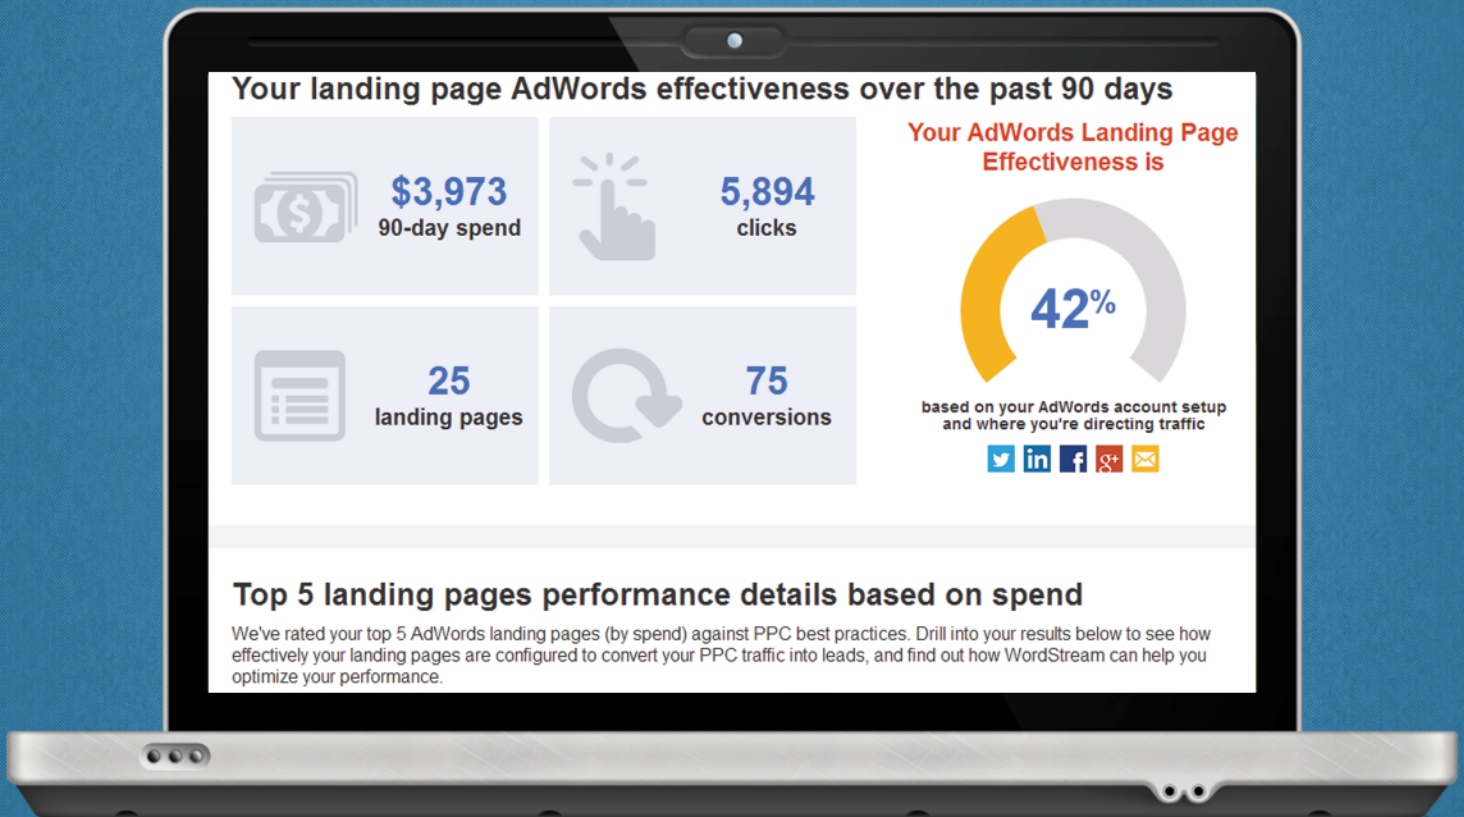 Your landing page AdWords effectiveness over the past 90 days
$3,973
90-day spend
5,894
clicks
25
landing pages
75
conversions
Your AdWords Landing Page
Effectiveness is
42%
based on your AdWords account setup
and where you're directing traffic
in
f
g+
Top 5 landing pages performance details based on spend
We've rated your top 5 AdWords landing pages (by spend) against PPC best practices. Drill into your results below to see how
effectively your landing pages are configured to convert your PPC traffic into leads, and find out how WordStream can help you
optimize your performance.